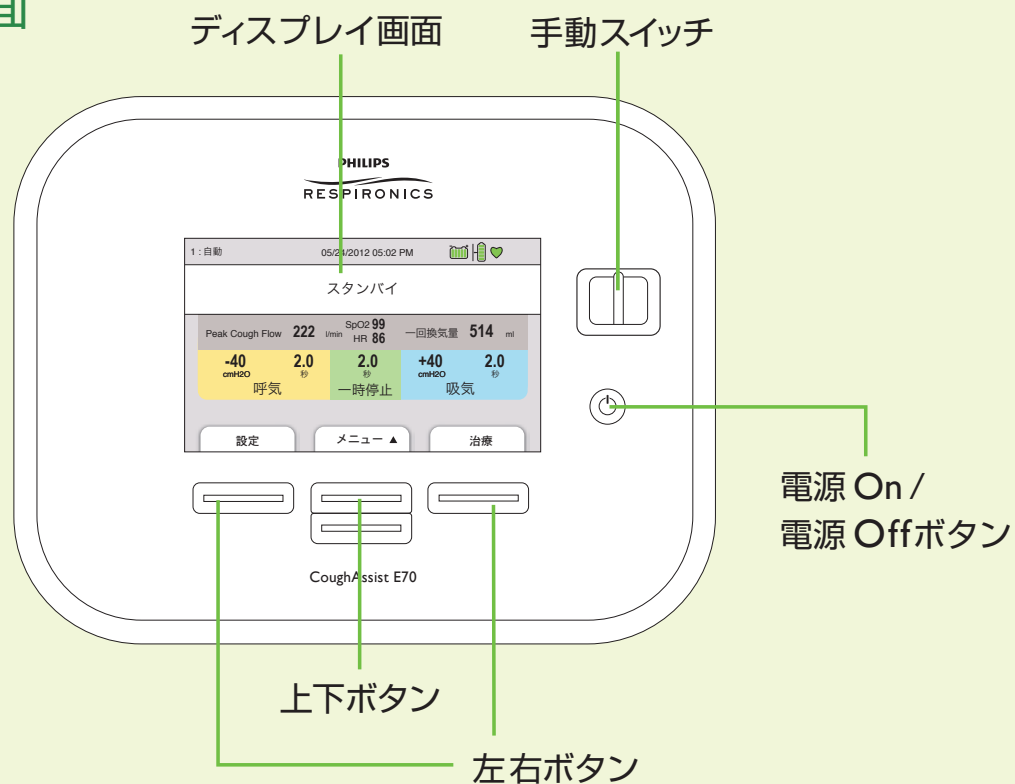 面
ディスプレイ画面
手動スイッチ
PHILIPS
RESPIRONICS
1 : 自動 05/24/2012 05:02 PM
スタンバイ
Peak Cough Flow 222 l/min SpO2 99 HR 86 一回換気量 514 ml
-40 cmH2O 2.0 秒 2.0 秒 +40 cmH2O 2.0 秒
呼気 一時停止 吸気
設定 メニュー ▲ 治療
電源 On /
電源 Offボタン
CoughAssist E70
上下ボタン
左右ボタン